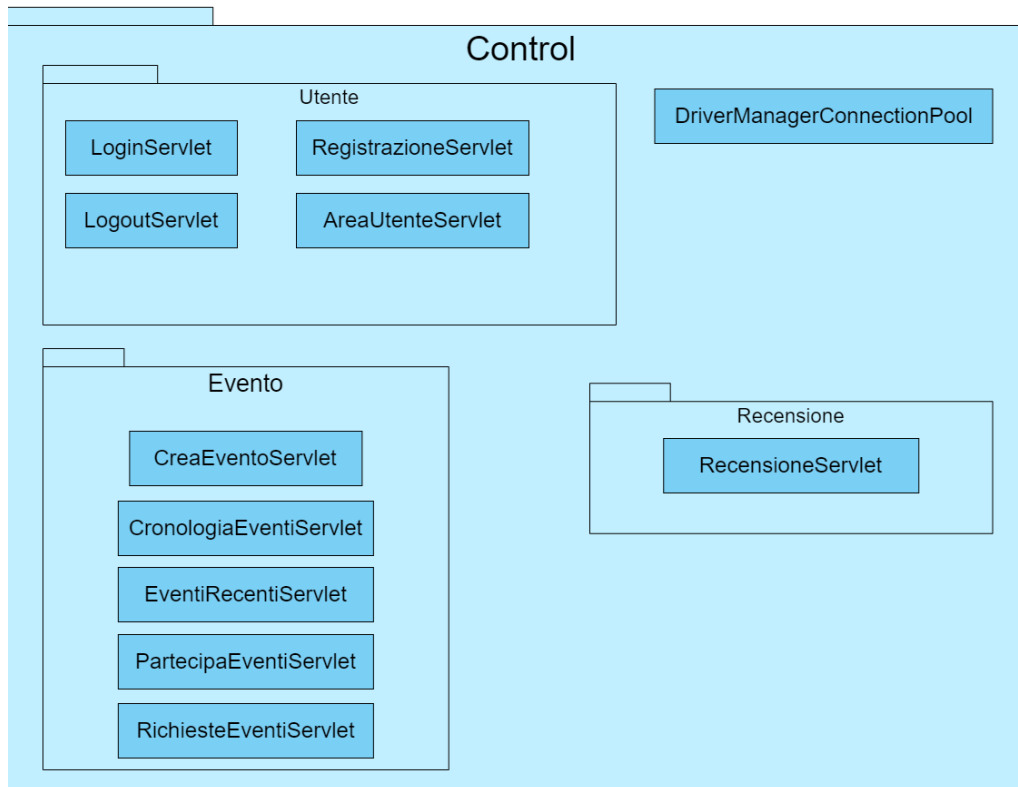 Control
Utente
DriverManagerConnectionPool
LoginServlet
RegistrazioneServlet
LogoutServlet
AreaUtenteServlet
Evento
CreaEventoServlet
CronologiaEventiServlet
EventiRecentiServlet
PartecipaEventiServlet
RichiesteEventiServlet
Recensione
RecensioneServlet